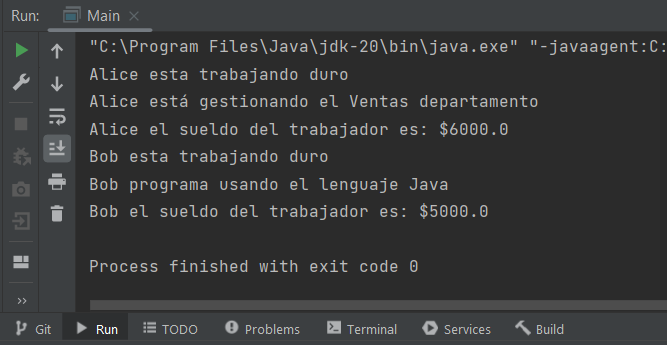 Run: Main
"C:\Program Files\Java\jdk-20\bin\java.exe" "-javaagent:C:
Alice esta trabajando duro
Alice está gestionando el Ventas departamento
Alice el sueldo del trabajador es: $6000.0
Bob esta trabajando duro
Bob programa usando el lenguaje Java
Bob el sueldo del trabajador es: $5000.0
Process finished with exit code 0
Git Run TODO Problems Terminal Services Build